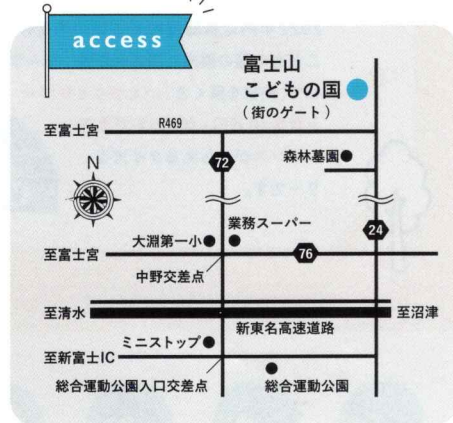 access
富士山
こどもの国
(街のゲート)
至富士宮
R469
72
森林墓園
N
24
大淵第一小
業務スーパー
至富士宮
76
中野交差点
至清水
至沼津
新東名高速道路
ミニストップ
至新富士IC
総合運動公園入口交差点
総合運動公園